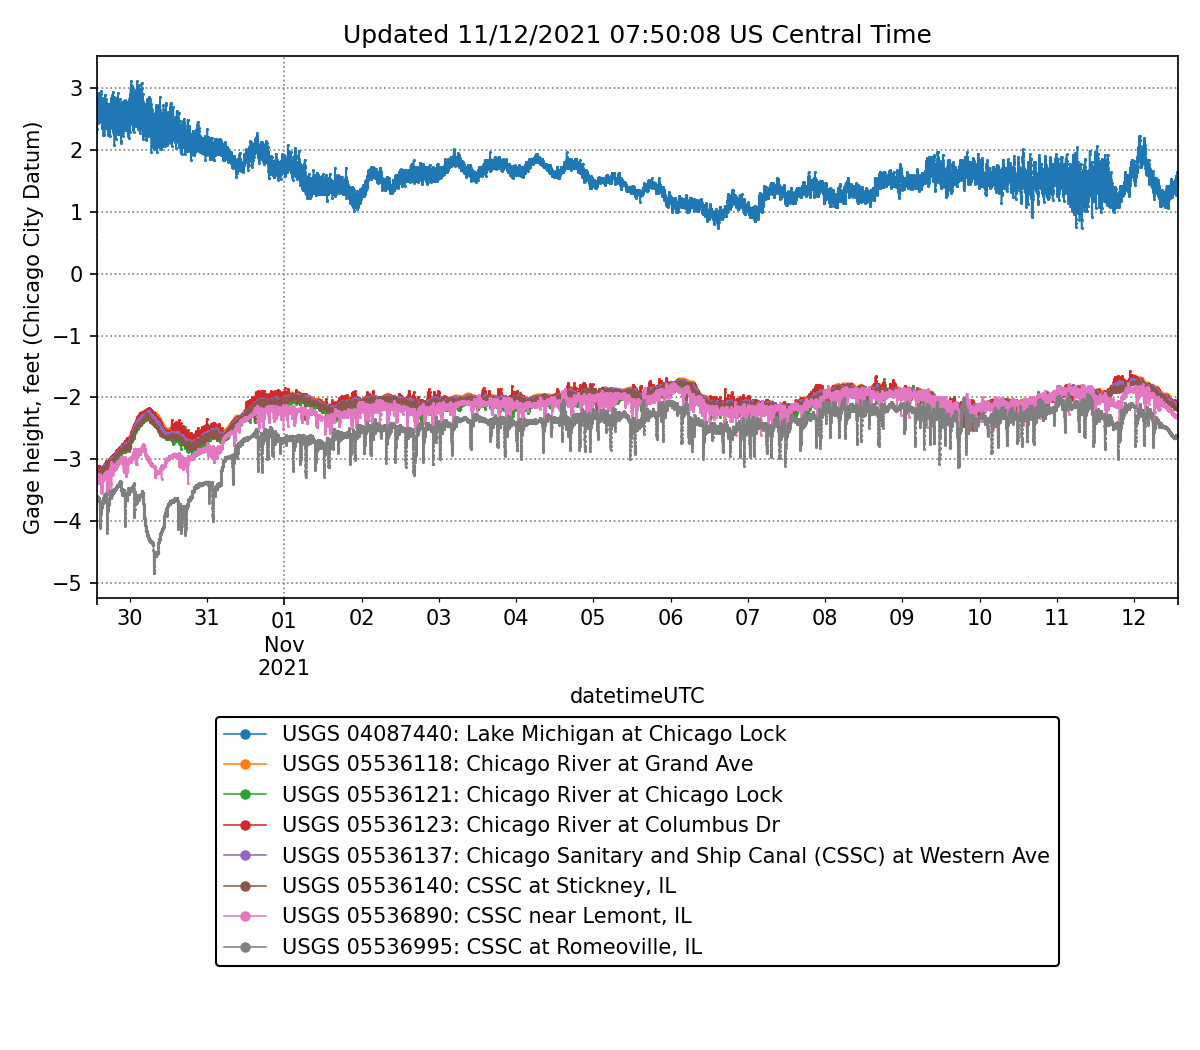 Updated 11/12/2021 07:50:08 US Central Time
Gage height, feet (Chicago City Datum)
3
2
1
0
−1
−2
−3
−4
−5
30 31 01 02 03 04 05 06 07 08 09 10 11 12
Nov
2021
datetimeUTC
USGS 04087440: Lake Michigan at Chicago Lock
USGS 05536118: Chicago River at Grand Ave
USGS 05536121: Chicago River at Chicago Lock
USGS 05536123: Chicago River at Columbus Dr
USGS 05536137: Chicago Sanitary and Ship Canal (CSSC) at Western Ave
USGS 05536140: CSSC at Stickney, IL
USGS 05536890: CSSC near Lemont, IL
USGS 05536995: CSSC at Romeoville, IL